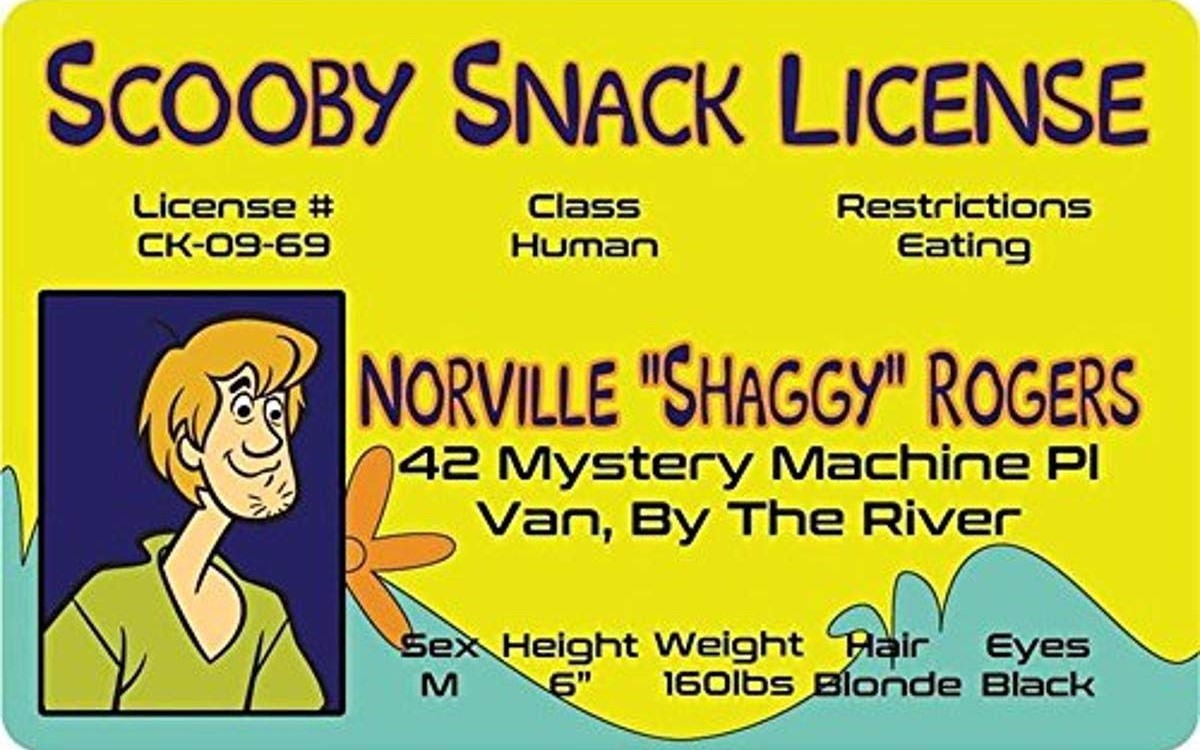 SCOOBY SNACK LICENSE
License # Class Restrictions
CK-09-69 Human Eating
NORVILLE "SHAGGY" ROGERS
42 Mystery Machine Pl
Van, By The River
Sex Height Weight Hair Eyes
M 6” 160lbs Blonde Black